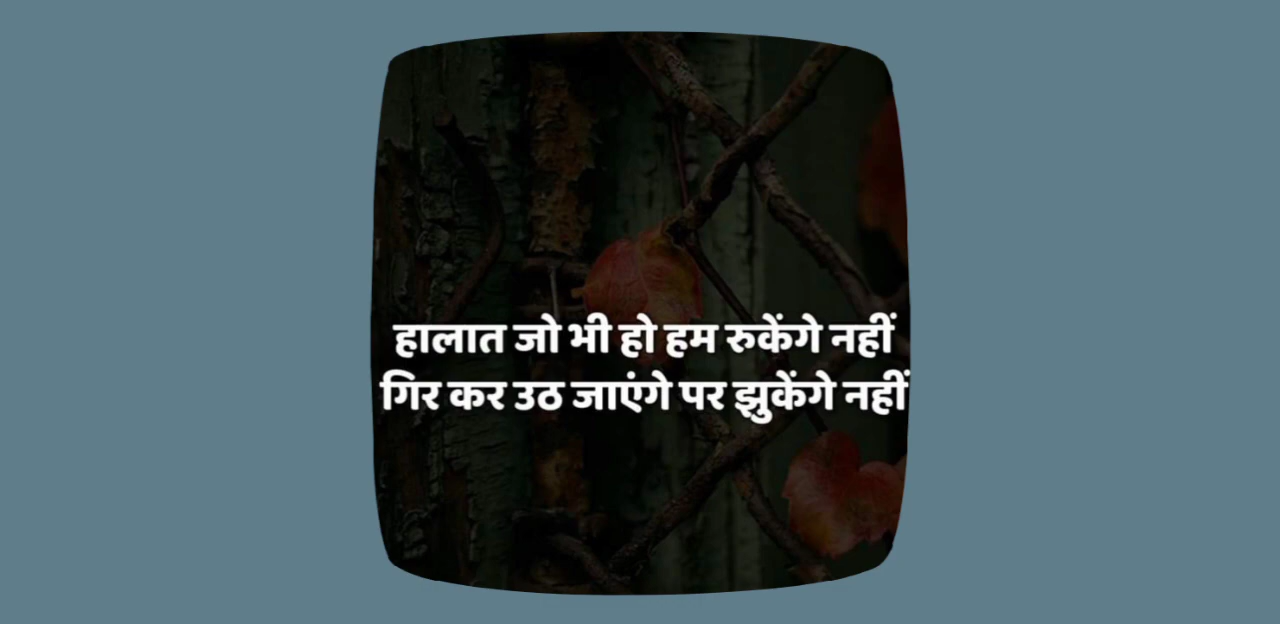 हालात जो भी हो हम रुकेंगे नहीं
गिर कर उठ जाएंगे पर झुकेंगे नहीं